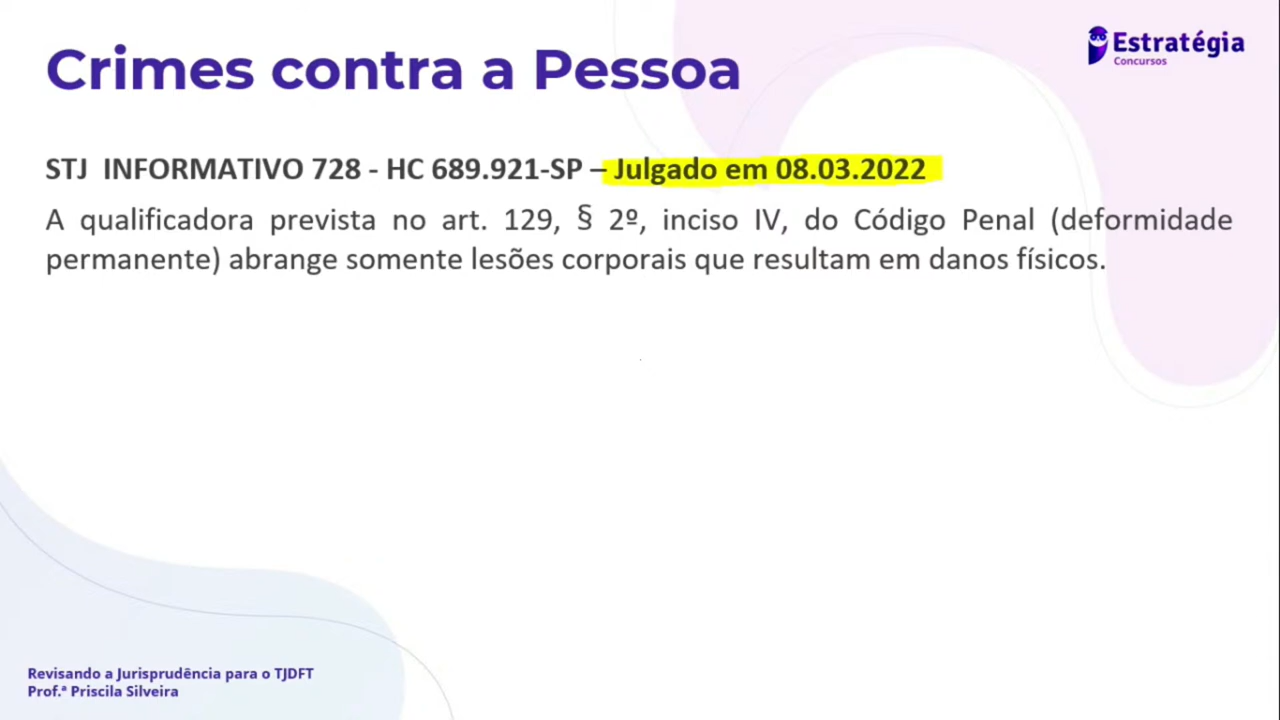 Crimes contra a Pessoa
Estratégia
Concursos
STJ  INFORMATIVO 728 - HC 689.921-SP – Julgado em 08.03.2022
A qualificadora prevista no art. 129, § 2º, inciso IV, do Código Penal (deformidade
permanente) abrange somente lesões corporais que resultam em danos físicos.
Revisando a Jurisprudência para o TJDFT
Prof.ª Priscila Silveira